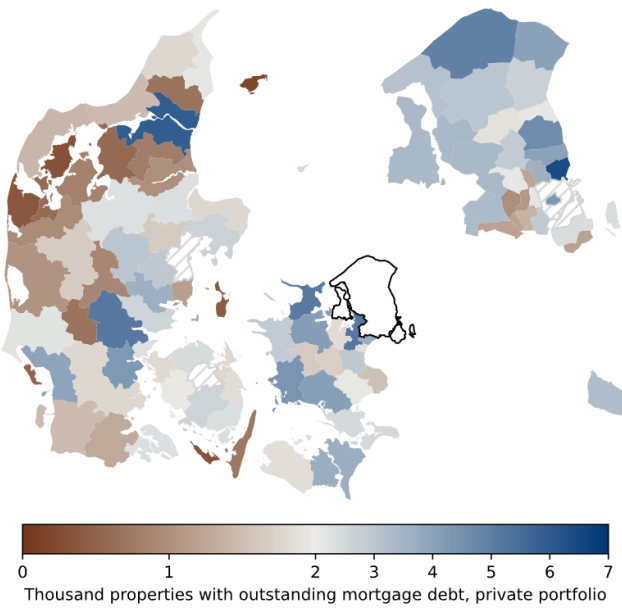 0 1 2 3 4 5 6 7
Thousand properties with outstanding mortgage debt, private portfolio